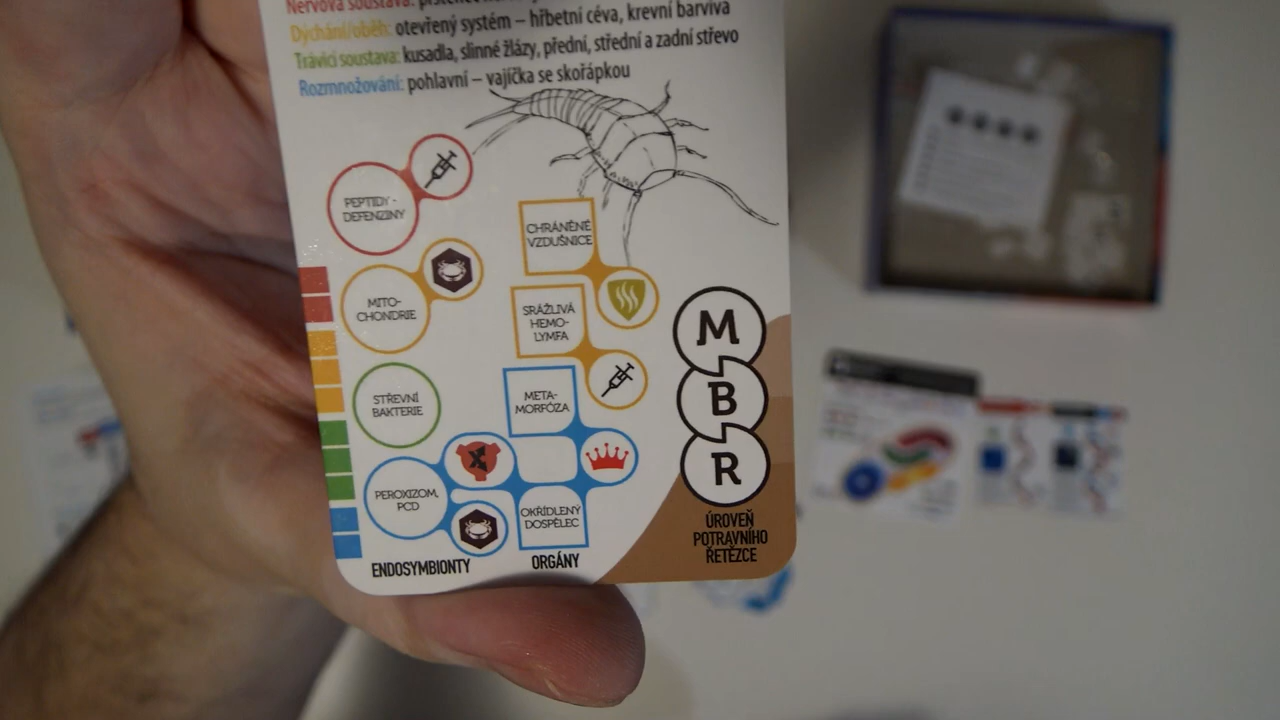 Nervová soustava:
Dýchání/oběh: otevřený systém – hřbetní céva, krevní barviva
Trávicí soustava: kusadla, slinné žlázy, přední, střední a zadní střevo
Rozmnožování: pohlavní – vajíčka se skořápkou
PEPTIDY -
DEFENZINY
CHRÁNĚNÉ
VZDUŠNICE
MITO-
CHONDRIE
SRÁŽLIVÁ
HEMO-
LYMFA
STŘEVNÍ
BAKTERIE
META-
MORFÓZA
PEROXIZOM,
PCD
OKŘÍDLENÝ
DOSPĚLEC
ENDOSYMBIONTY
ORGÁNY
M
B
R
ÚROVEŇ
POTRAVNÍHO
ŘETĚZCE